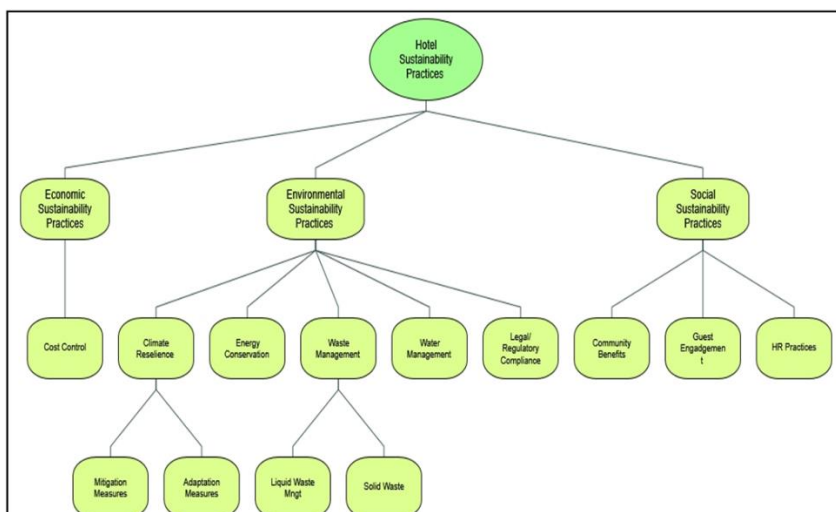 Hotel
Sustainability
Practices
Economic
Sustainability
Practices
Environmental
Sustainability
Practices
Social
Sustainability
Practices
Cost Control
Climate
Reselience
Energy
Conservation
Waste
Management
Water
Management
Legal/
Regulatory
Compliance
Community
Benefits
Guest
Engadgemen
t
HR Practices
Mitigation
Measures
Adaptation
Measures
Liquid Waste
Mngt
Solid Waste